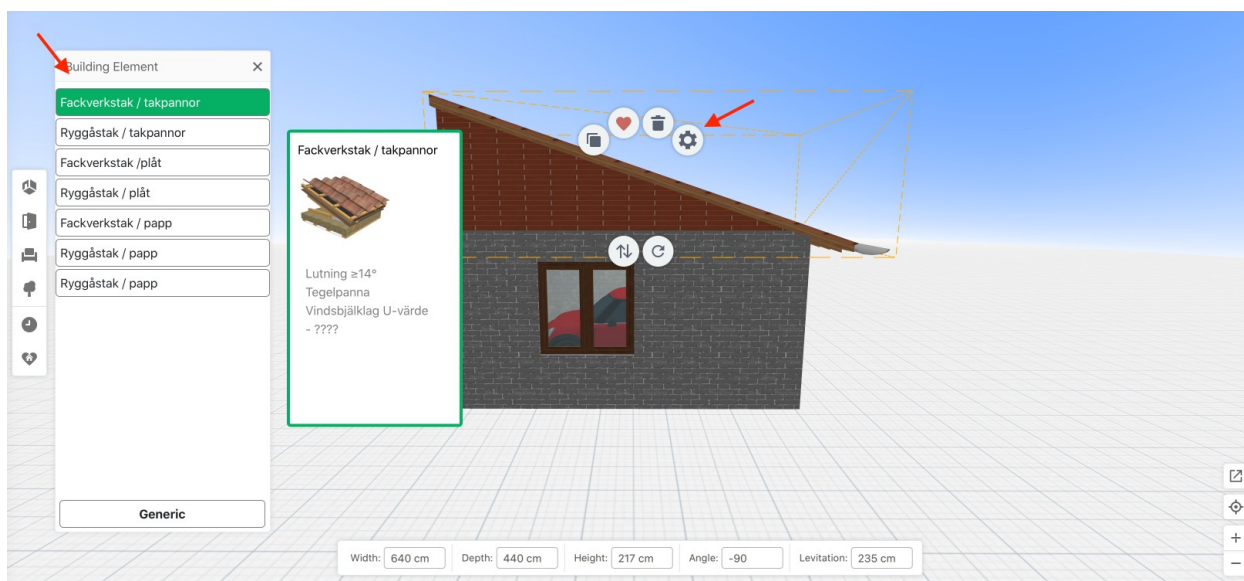 Building Element
Fackverkstak / takpannor
Ryggåstak / takpannor
Fackverkstak /plåt
Ryggåstak / plåt
Fackverkstak / papp
Ryggåstak / papp
Ryggåstak / papp
Generic
Fackverkstak / takpannor
Lutning ≥14°
Tegelpanna
Vindsbjälklag U-värde
- ????
Width: 640 cm Depth: 440 cm Height: 217 cm Angle: -90 Levitation: 235 cm